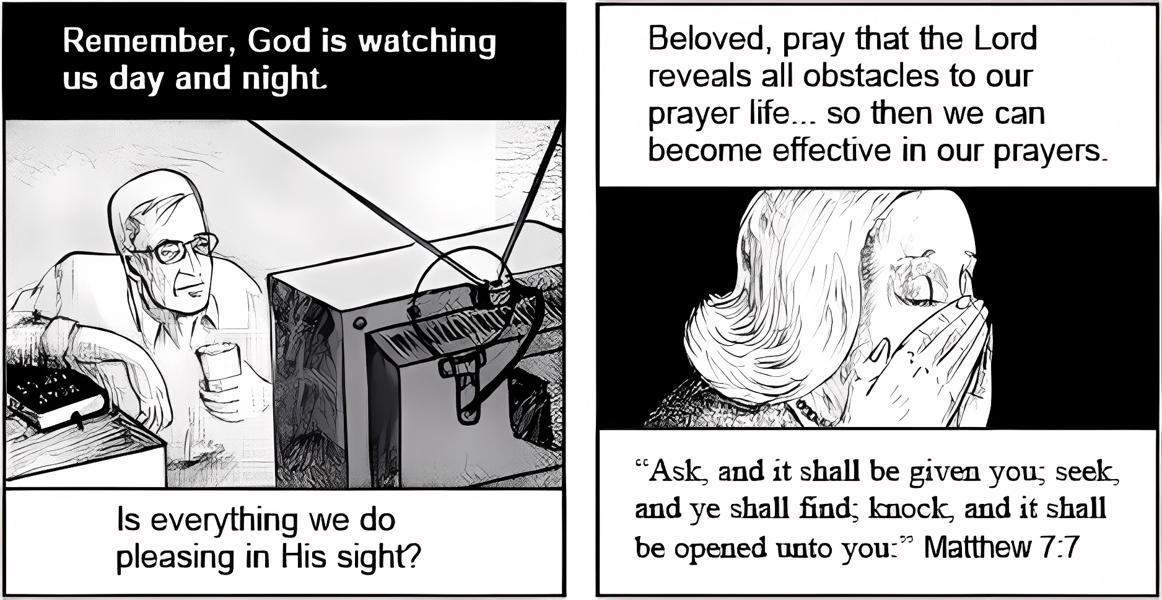 Remember, God is watching
us day and night.
Is everything we do
pleasing in His sight?
Beloved, pray that the Lord
reveals all obstacles to our
prayer life... so then we can
become effective in our prayers.
“Ask, and it shall be given you; seek,
and ye shall find; knock, and it shall
be opened unto you:” Matthew 7:7